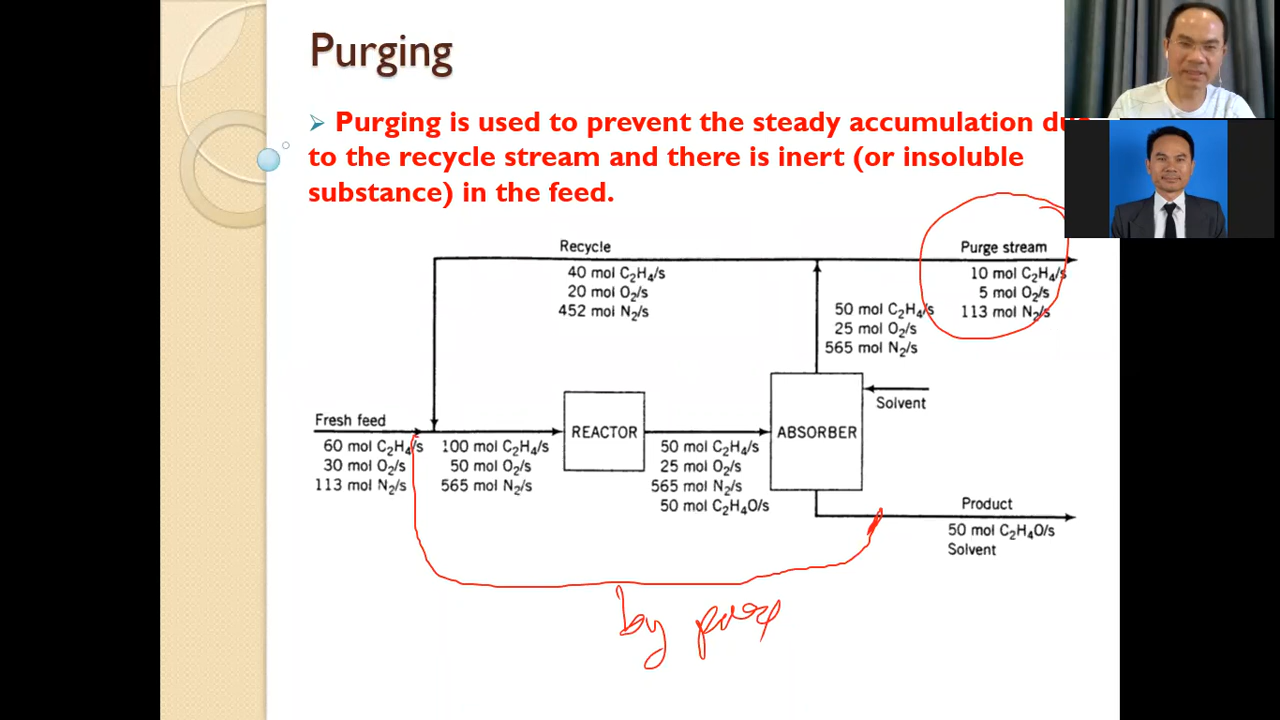 Purging
Purging is used to prevent the steady accumulation due
to the recycle stream and there is inert (or insoluble
substance) in the feed.
Recycle
40 mol C₂H₄/s
20 mol O₂/s
452 mol N₂/s
Purge stream
10 mol C₂H₄/s
5 mol O₂/s
113 mol N₂/s
50 mol C₂H₄/s
25 mol O₂/s
565 mol N₂/s
Solvent
Fresh feed
60 mol C₂H₄/s
30 mol O₂/s
113 mol N₂/s
100 mol C₂H₄/s
50 mol O₂/s
565 mol N₂/s
REACTOR
50 mol C₂H₄/s
25 mol O₂/s
565 mol N₂/s
50 mol C₂H₄O/s
ABSORBER
Product
50 mol C₂H₄O/s
Solvent
by